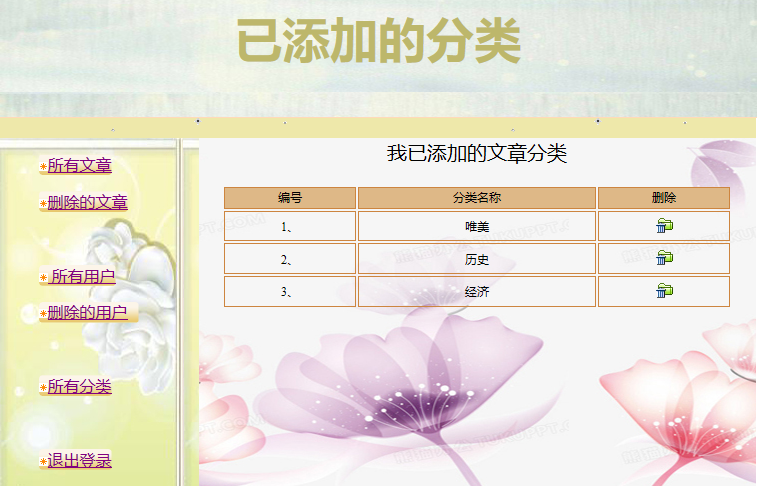 已添加的分类
所有文章
删除的文章
所有用户
删除的用户
所有分类
退出登录
我已添加的文章分类
编号 分类名称 删除
1、 唯美
2、 历史
3、 经济